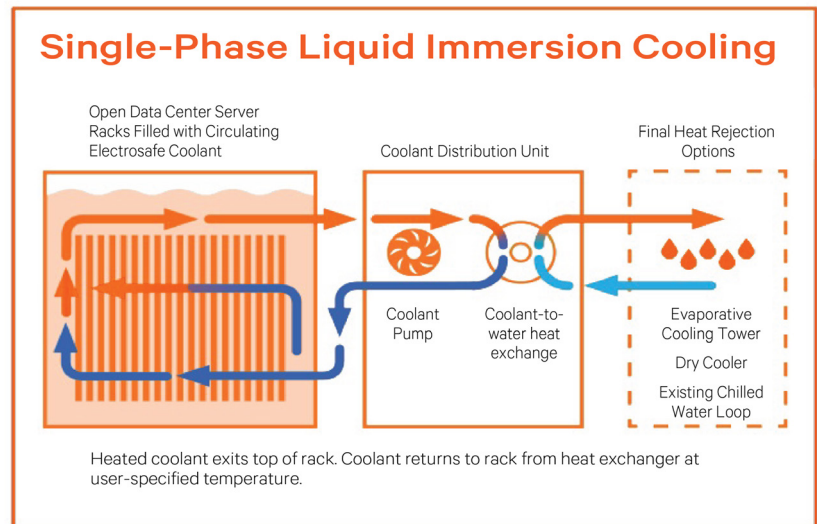 Single-Phase Liquid Immersion Cooling
Open Data Center Server
Racks Filled with Circulating
Electrosafe Coolant
Coolant Distribution Unit
Final Heat Rejection
Options
Coolant
Pump
Coolant-to-
water heat
exchange
Evaporative
Cooling Tower
Dry Cooler
Existing Chilled
Water Loop
Heated coolant exits top of rack. Coolant returns to rack from heat exchanger at
user-specified temperature.